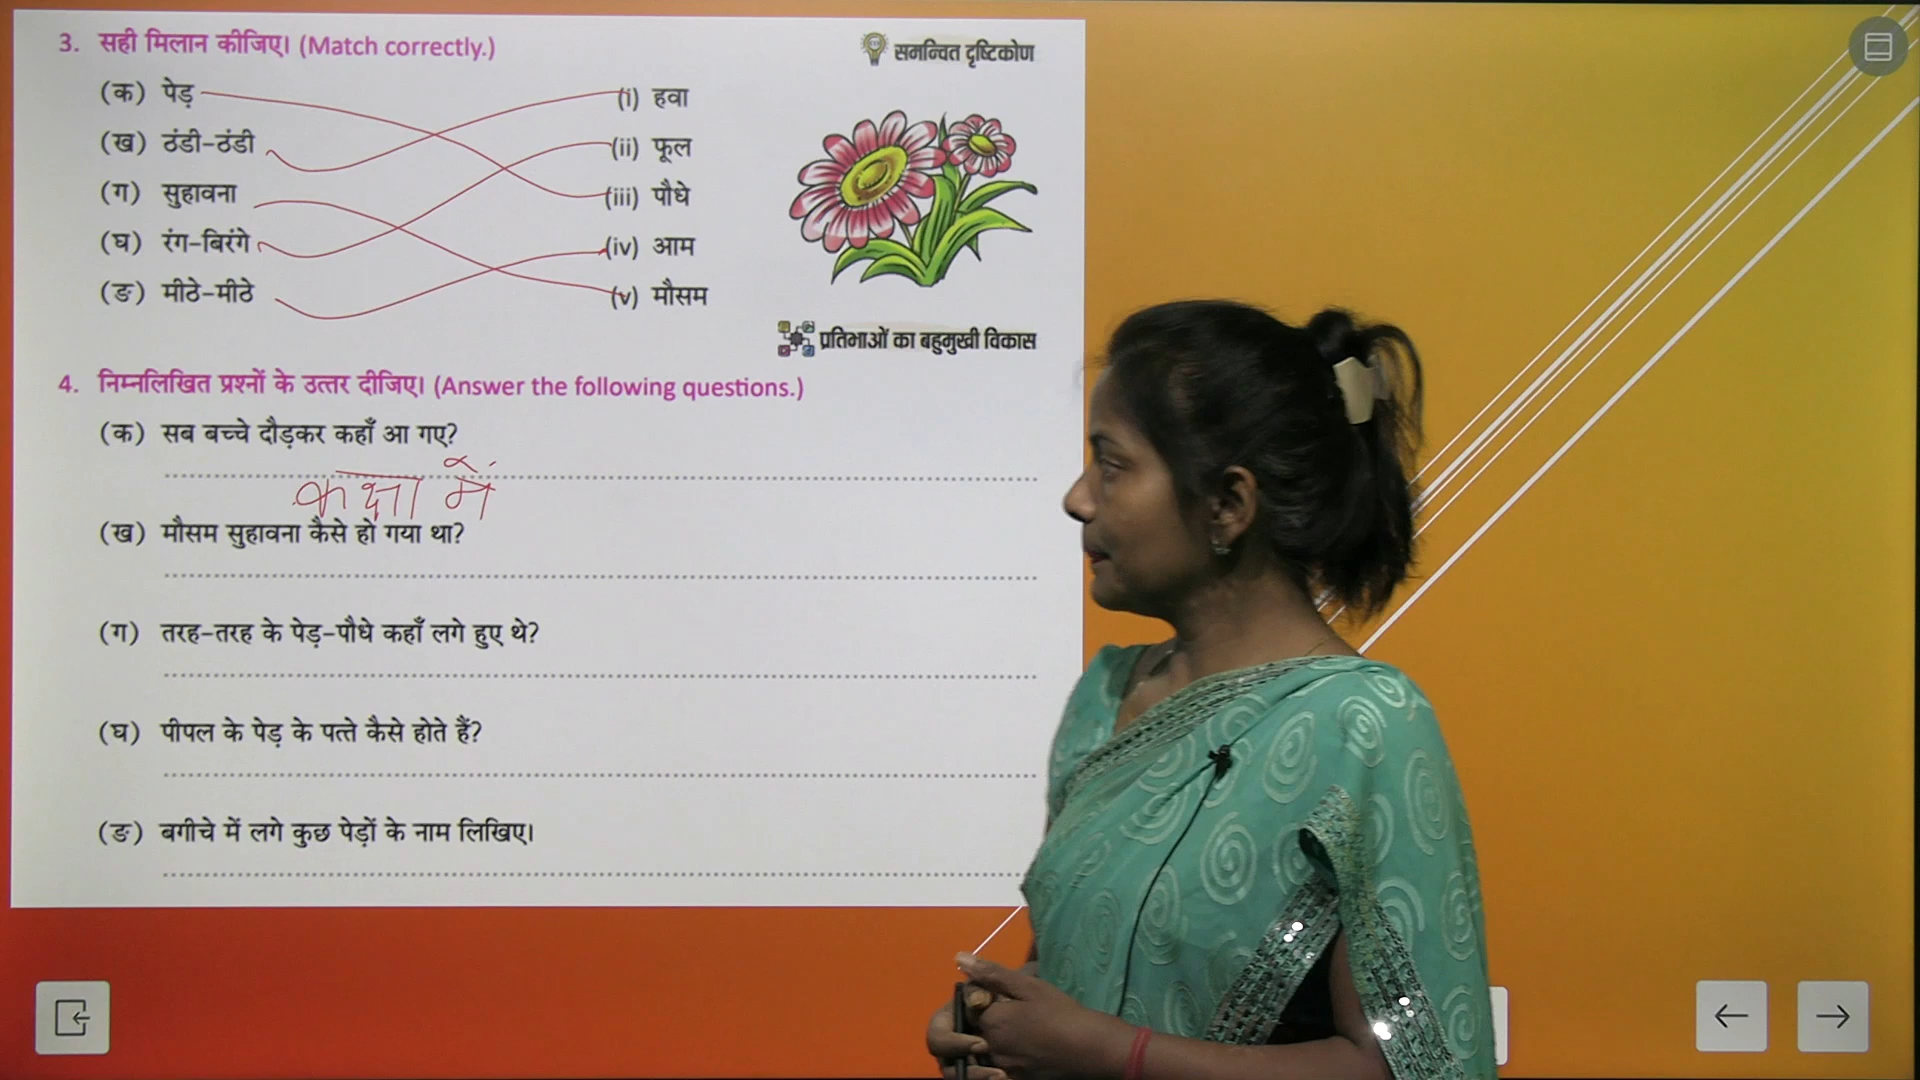 3. सही मिलान कीजिए। (Match correctly.)
समन्वित दृष्टिकोण
(क) पेड़ (i) हवा
(ख) ठंडी-ठंडी (ii) फूल
(ग) सुहावना (iii) पौधे
(घ) रंग-बिरंगे (iv) आम
(ङ) मीठे-मीठे (v) मौसम
प्रतिभाओं का बहुमुखी विकास
4. निम्नलिखित प्रश्नों के उत्तर दीजिए। (Answer the following questions.)
(क) सब बच्चे दौड़कर कहाँ आ गए?
कक्षा में
(ख) मौसम सुहावना कैसे हो गया था?
(ग) तरह-तरह के पेड़-पौधे कहाँ लगे हुए थे?
(घ) पीपल के पेड़ के पत्ते कैसे होते हैं?
(ङ) बगीचे में लगे कुछ पेड़ों के नाम लिखिए।